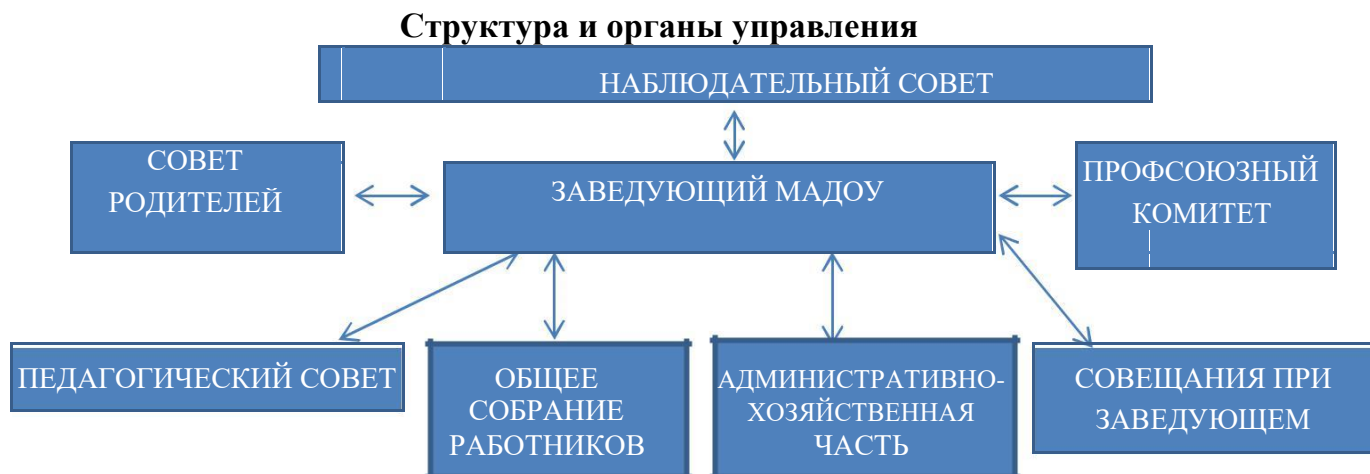 Структура и органы управления
НАБЛЮДАТЕЛЬНЫЙ СОВЕТ
СОВЕТ
РОДИТЕЛЕЙ
ЗАВЕДУЮЩИЙ МАДОУ
ПРОФСОЮЗНЫЙ
КОМИТЕТ
ПЕДАГОГИЧЕСКИЙ СОВЕТ
ОБЩЕЕ
СОБРАНИЕ
РАБОТНИКОВ
АДМИНИСТРАТИВНО-
ХОЗЯЙСТВЕННАЯ
ЧАСТЬ
СОВЕЩАНИЯ ПРИ
ЗАВЕДУЮЩЕМ